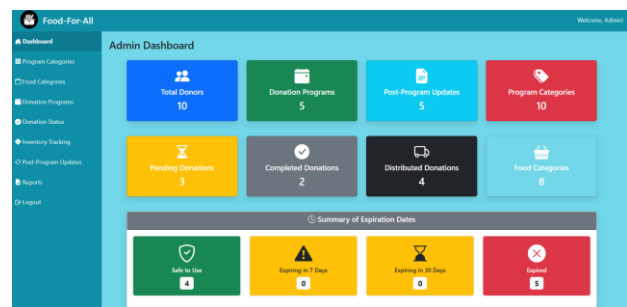 Food-For-All
Welcome, Admin!
Dashboard
Program Categories
Food Categories
Donation Programs
Donation Status
Inventory Tracking
Post-Program Updates
Reports
Logout
Admin Dashboard
Total Donors
10
Donation Programs
5
Post-Program Updates
5
Program Categories
10
Pending Donations
3
Completed Donations
2
Distributed Donations
4
Food Categories
8
Summary of Expiration Dates
Safe to Use
4
Expiring in 7 Days
0
Expiring in 30 Days
0
Expired
5